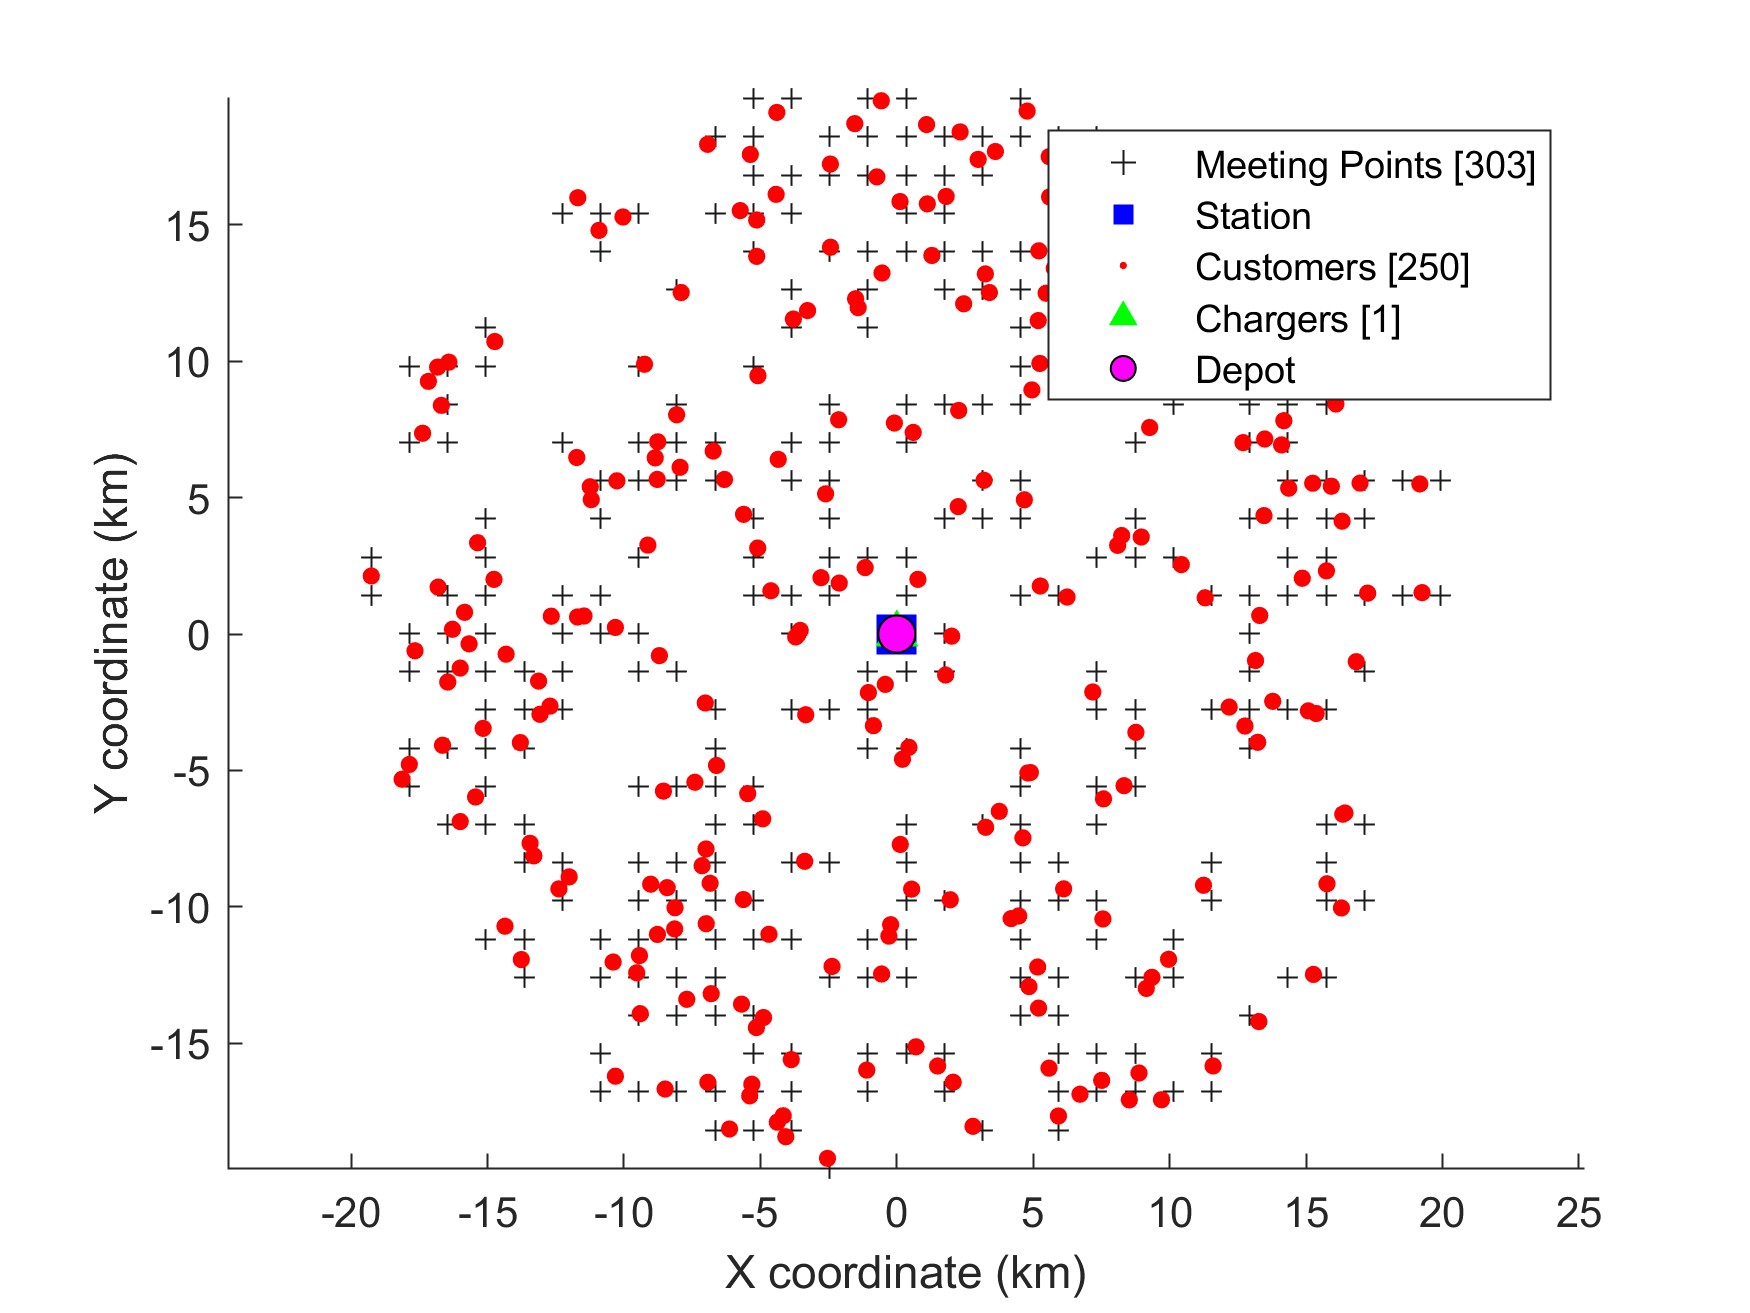 Meeting Points [303]
Station
Customers [250]
Chargers [1]
Depot
Y coordinate (km)
15
10
5
0
-5
-10
-15
-20 -15 -10 -5 0 5 10 15 20 25
X coordinate (km)